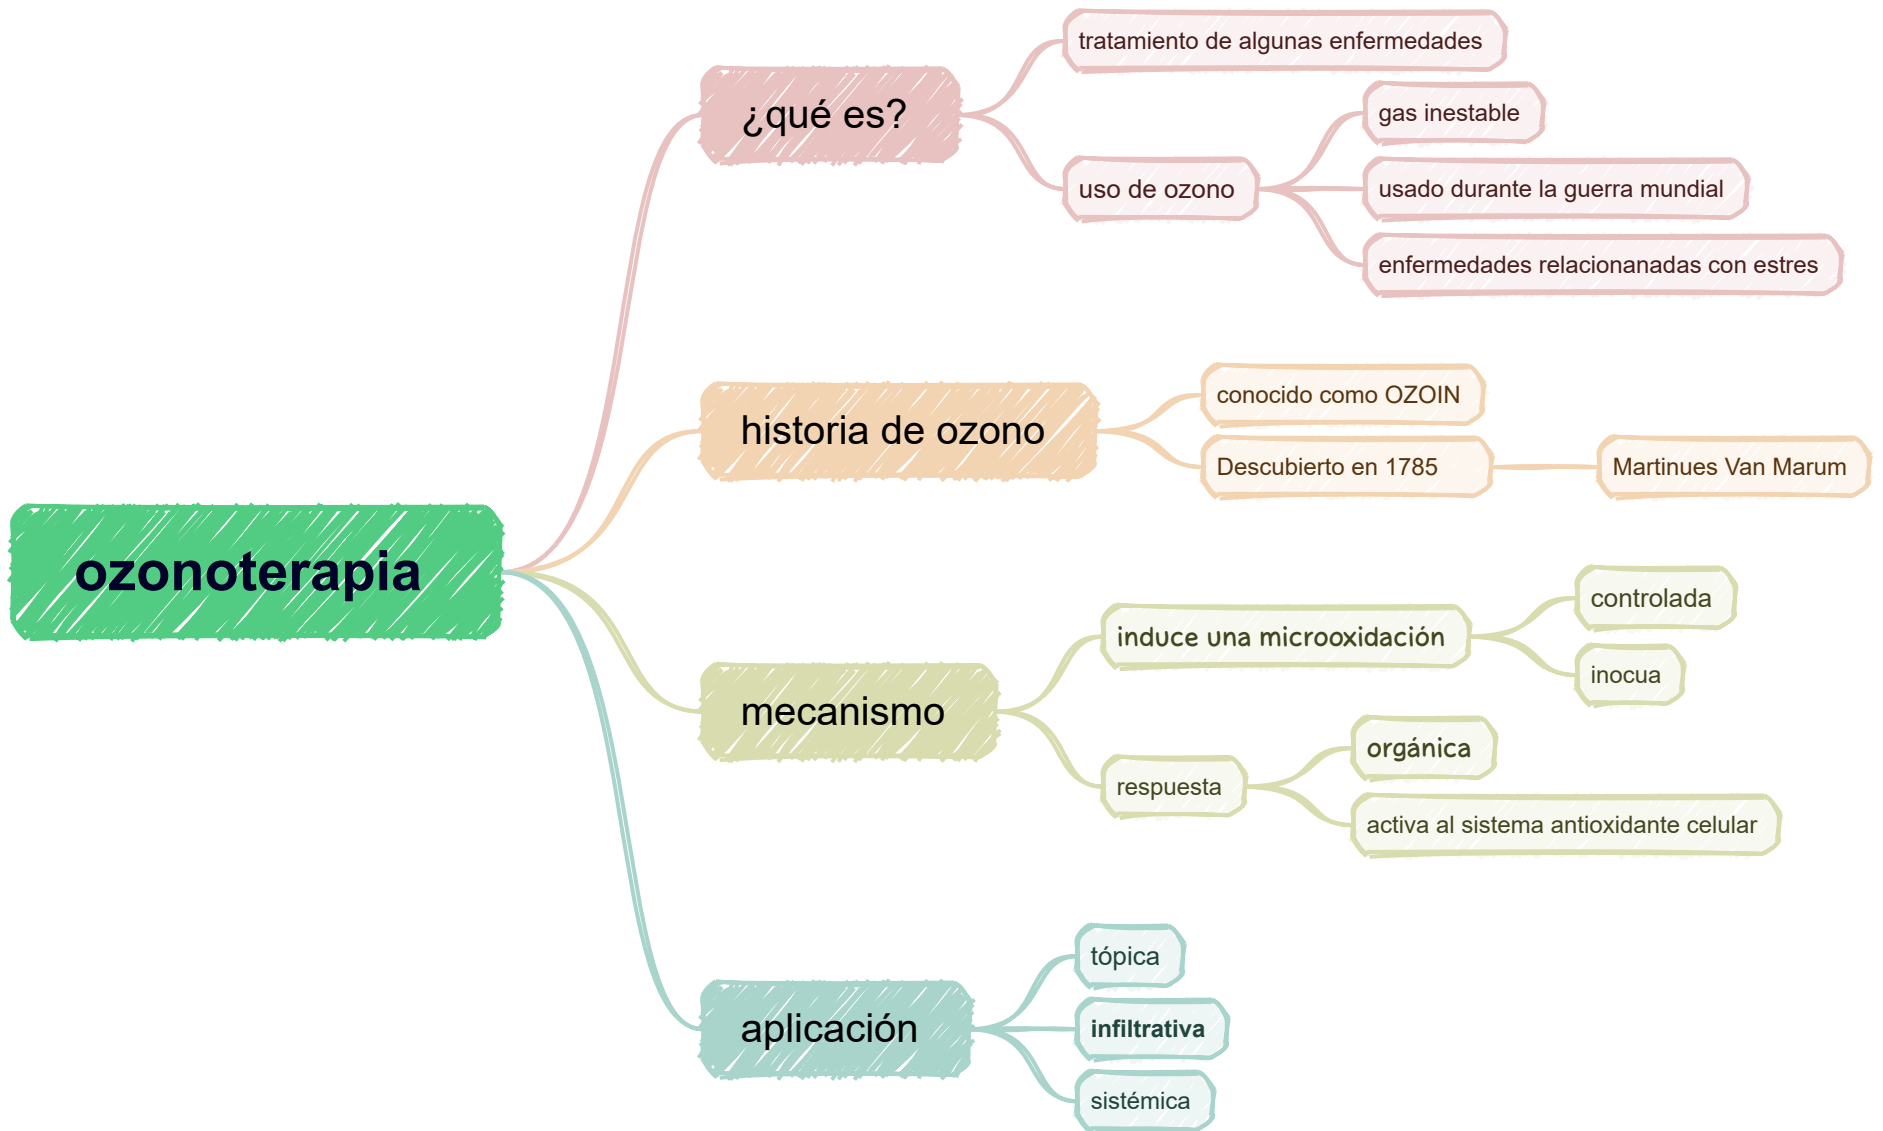 ozonoterapia
¿qué es?
tratamiento de algunas enfermedades
uso de ozono
gas inestable
usado durante la guerra mundial
enfermedades relacionanadas con estres
historia de ozono
conocido como OZOIN
Descubierto en 1785
Martinues Van Marum
mecanismo
induce una microoxidación
controlada
inocua
respuesta
orgánica
activa al sistema antioxidante celular
aplicación
tópica
infiltrativa
sistémica